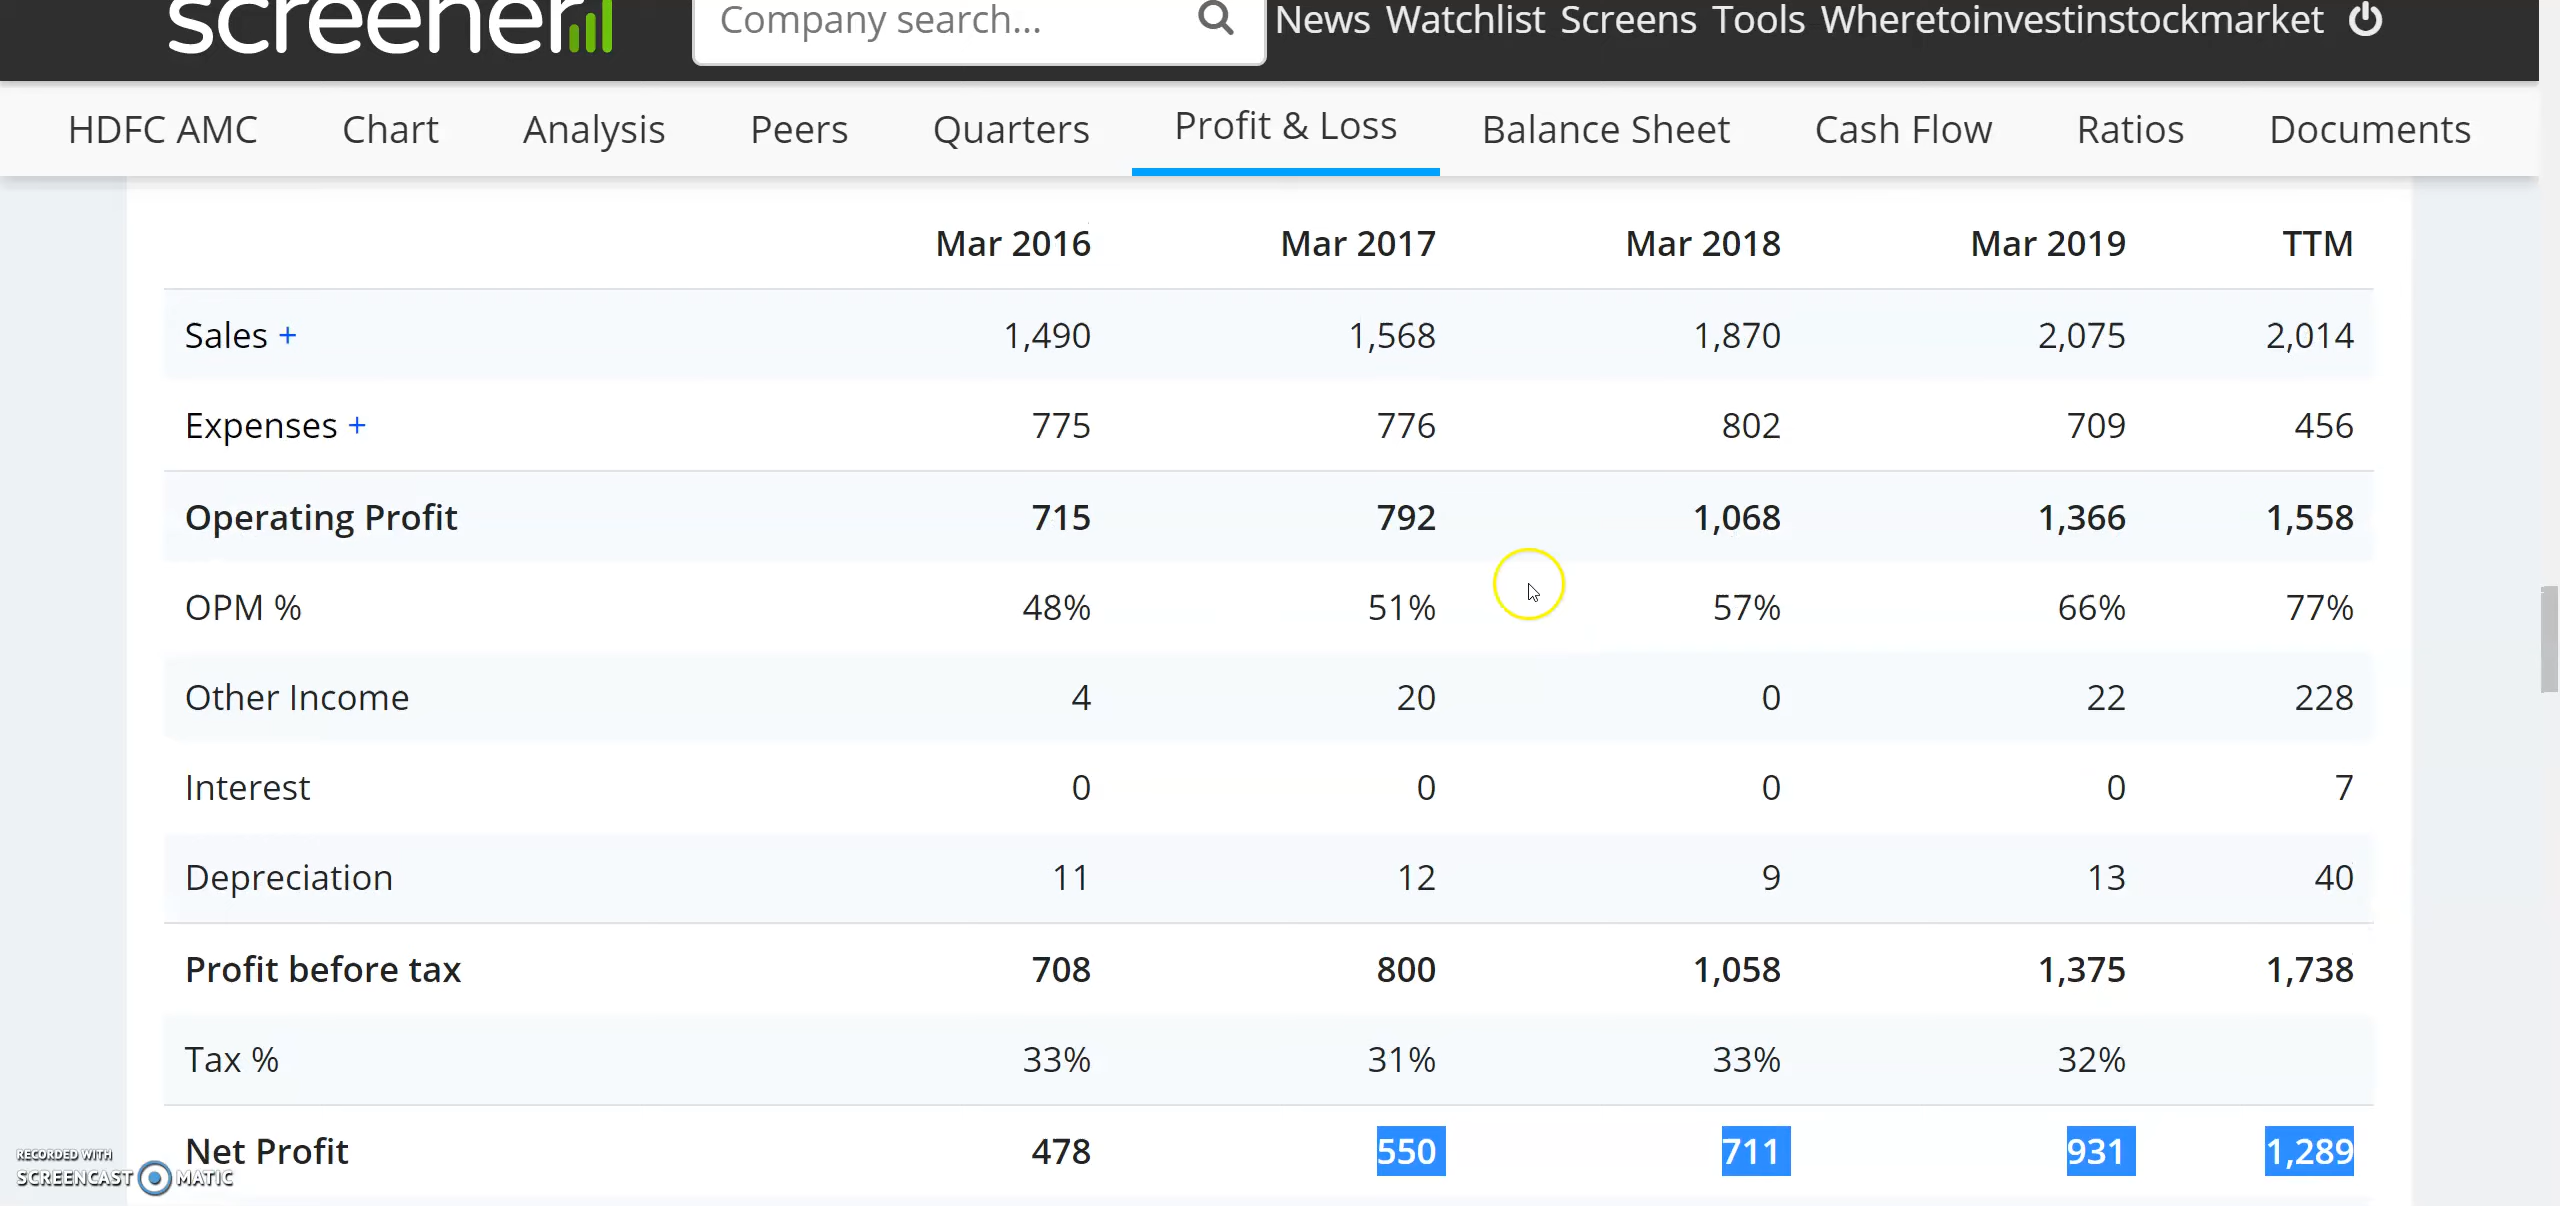 screener
Company search...
News Watchlist Screens Tools Wheretoinvestinstockmarket
HDFC AMC Chart Analysis Peers Quarters Profit & Loss Balance Sheet Cash Flow Ratios Documents
Mar 2016 Mar 2017 Mar 2018 Mar 2019 TTM
Sales + 1,490 1,568 1,870 2,075 2,014
Expenses + 775 776 802 709 456
Operating Profit 715 792 1,068 1,366 1,558
OPM % 48% 51% 57% 66% 77%
Other Income 4 20 0 22 228
Interest 0 0 0 0 7
Depreciation 11 12 9 13 40
Profit before tax 708 800 1,058 1,375 1,738
Tax % 33% 31% 33% 32%
Net Profit 478 550 711 931 1,289
RECORDED WITH
SCREENCAST MATIC